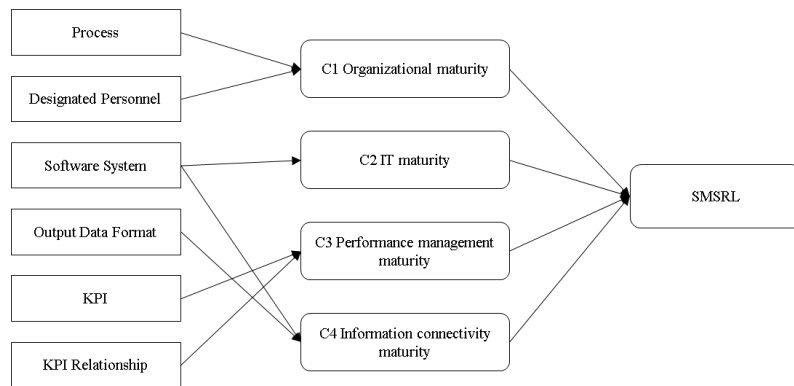 Process
Designated Personnel
Software System
Output Data Format
KPI
KPI Relationship
C1 Organizational maturity
C2 IT maturity
C3 Performance management
maturity
C4 Information connectivity
maturity
SMSRL